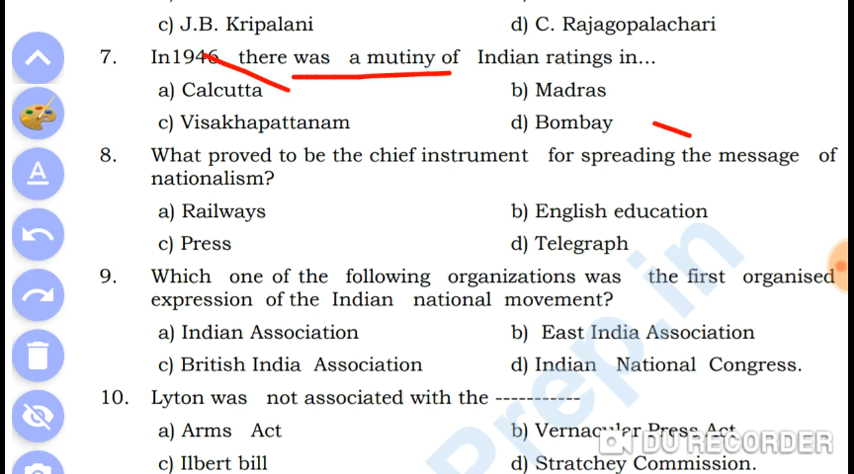 c) J.B. Kripalani d) C. Rajagopalachari
7. In1946 there was a mutiny of Indian ratings in...
a) Calcutta b) Madras
c) Visakhapattanam d) Bombay
8. What proved to be the chief instrument for spreading the message of
nationalism?
a) Railways b) English education
c) Press d) Telegraph
9. Which one of the following organizations was the first organised
expression of the Indian national movement?
a) Indian Association b) East India Association
c) British India Association d) Indian National Congress.
10. Lyton was not associated with the -----------
a) Arms Act b) Vernacular Press Act
c) Ilbert bill d) Stratchey Commission.
Prep.in
DU RECORDER
A